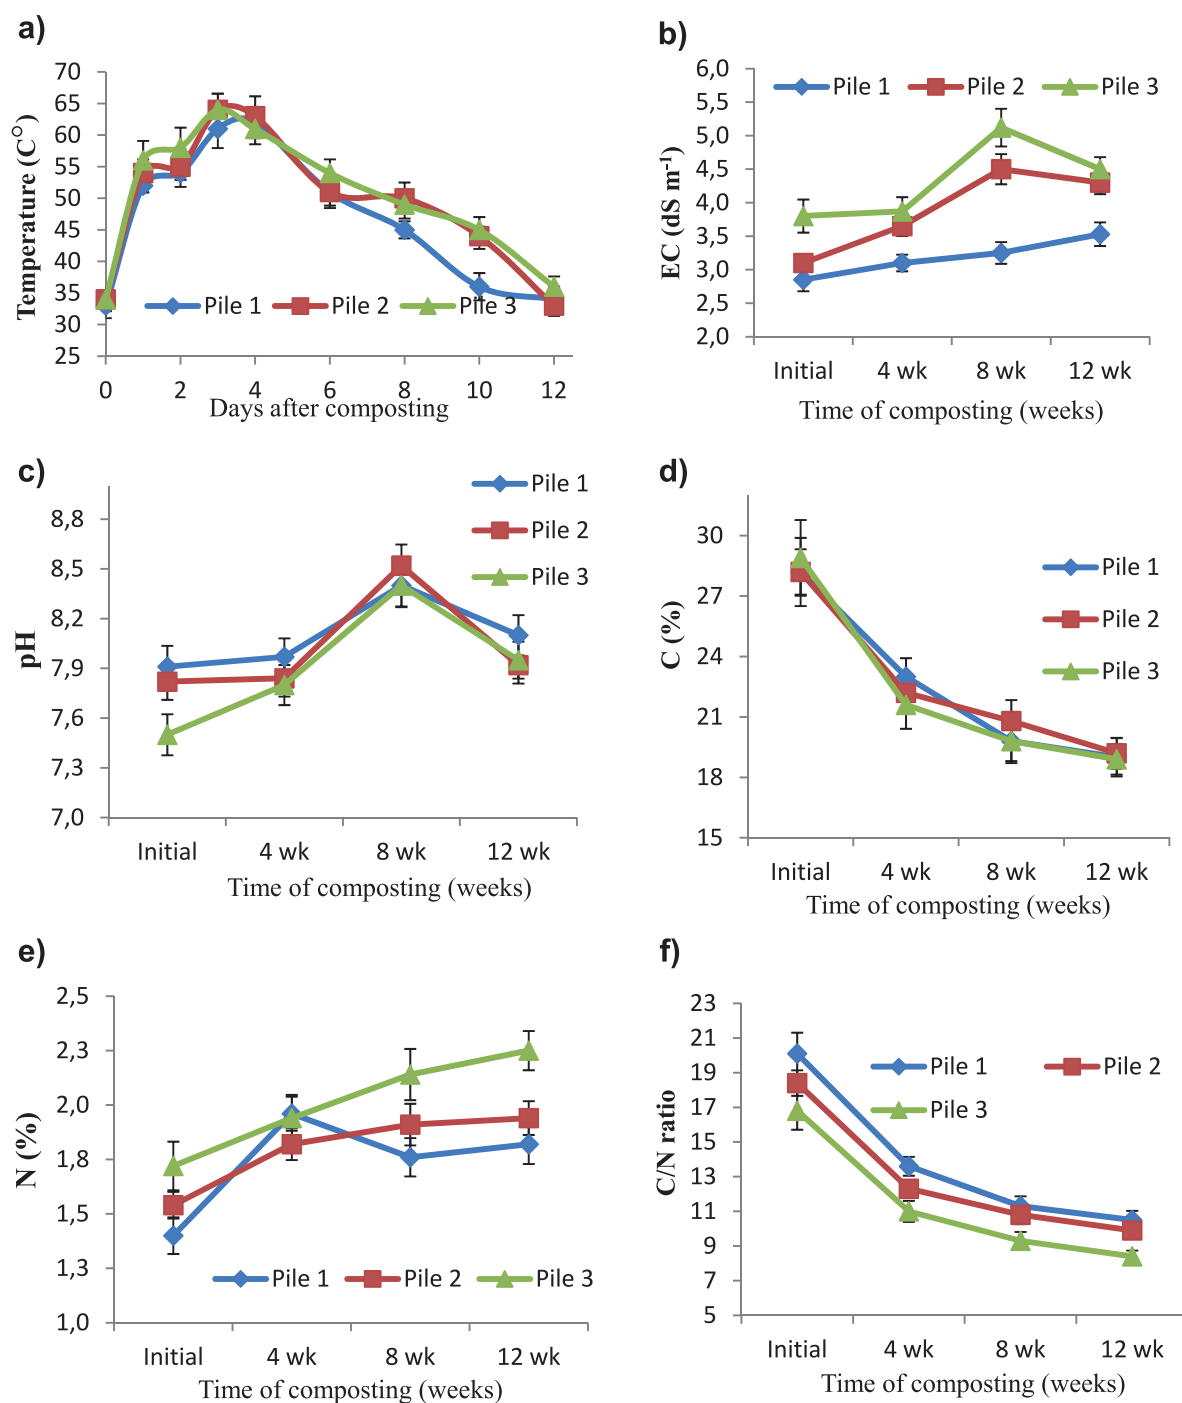 a)
70
65
60
55
50
45
40
35
30
25
Temperature (C°)
Pile 1 Pile 2 Pile 3
0 2 4 6 8 10 12
Days after composting
b)
6,0
5,5
5,0
4,5
4,0
3,5
3,0
2,5
2,0
EC (dS m-1)
Pile 1 Pile 2 Pile 3
Initial 4 wk 8 wk 12 wk
Time of composting (weeks)
c)
8,8
8,5
8,2
7,9
7,6
7,3
7,0
pH
Pile 1
Pile 2
Pile 3
Initial 4 wk 8 wk 12 wk
Time of composting (weeks)
d)
30
27
24
21
18
15
C (%)
Pile 1
Pile 2
Pile 3
Initial 4 wk 8 wk 12 wk
Time of composting (weeks)
e)
2,5
2,3
2,0
1,8
1,5
1,3
1,0
N (%)
Pile 1 Pile 2 Pile 3
Initial 4 wk 8 wk 12 wk
Time of composting (weeks)
f)
23
21
19
17
15
13
11
9
7
5
C/N ratio
Pile 1 Pile 2
Pile 3
Initial 4 wk 8 wk 12 wk
Time of composting (weeks)